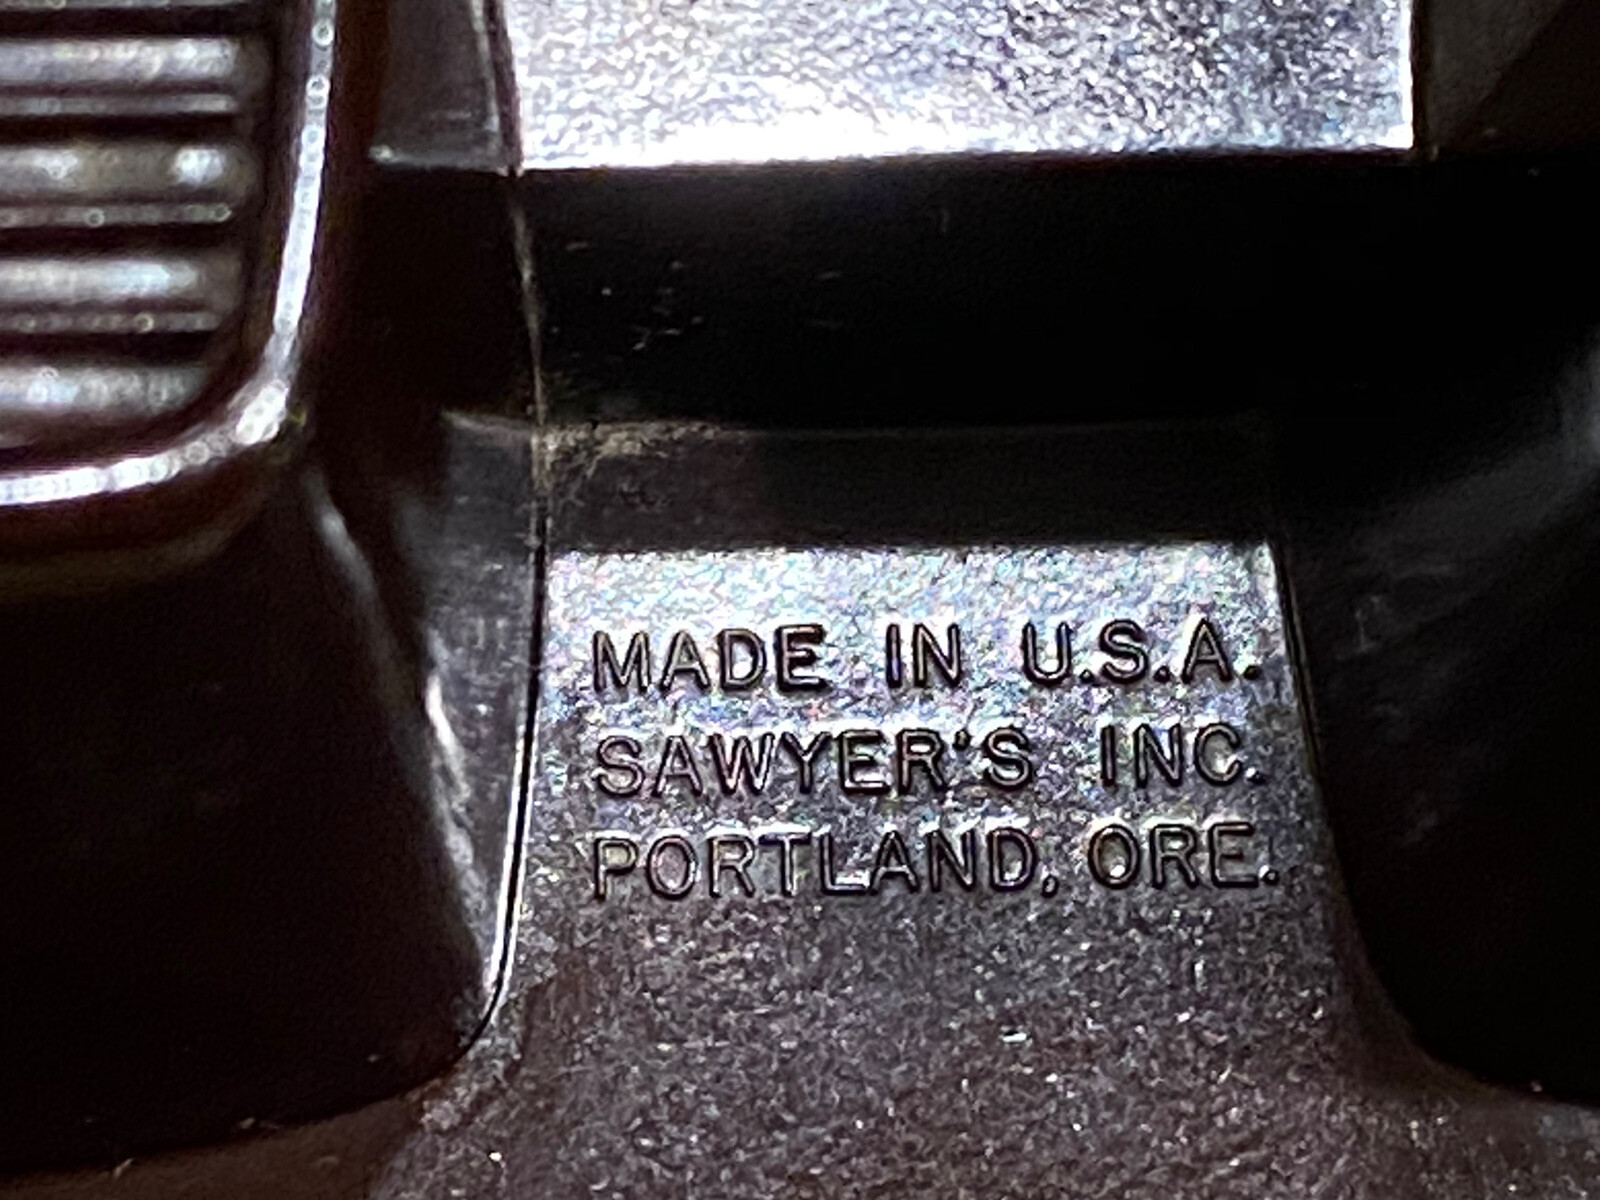 MADE IN U.S.A.
SAWYER'S INC.
PORTLAND, ORE.